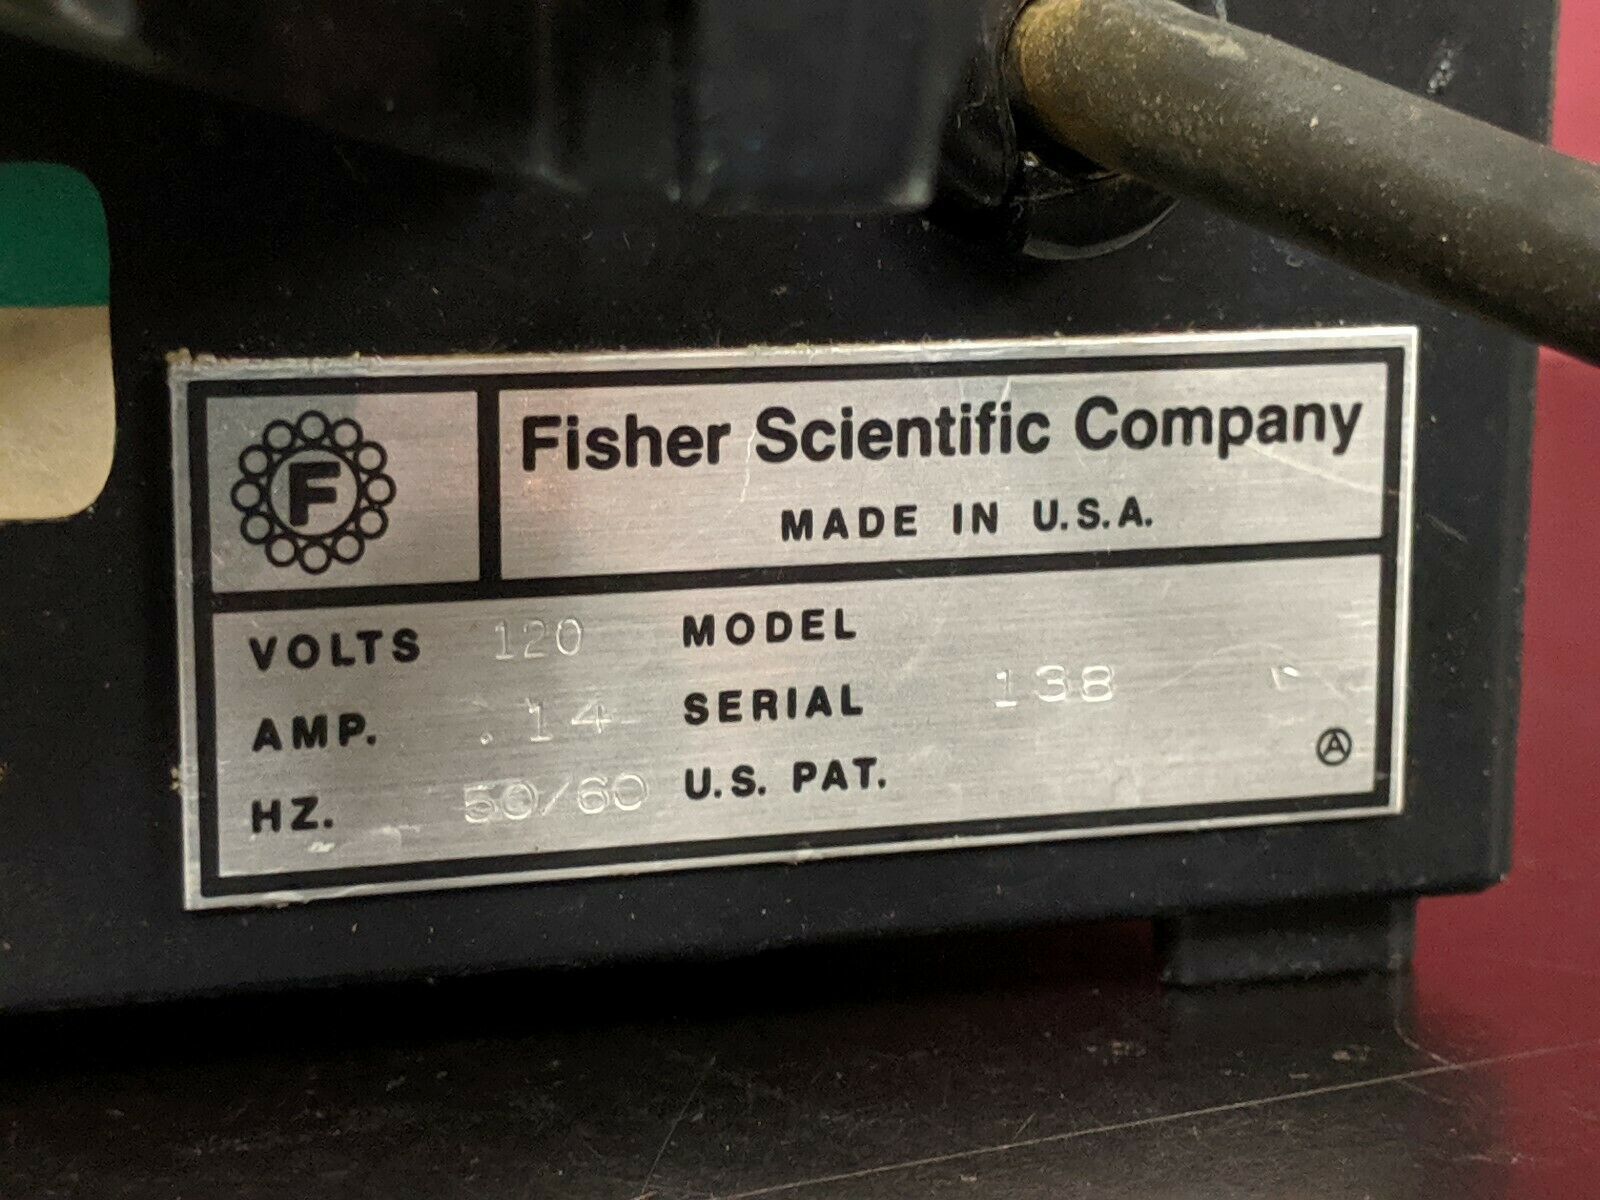 F
Fisher Scientific Company
MADE IN U.S.A.
VOLTS 120 MODEL
AMP. .14 SERIAL 138
HZ. 50/60 U.S. PAT.
A